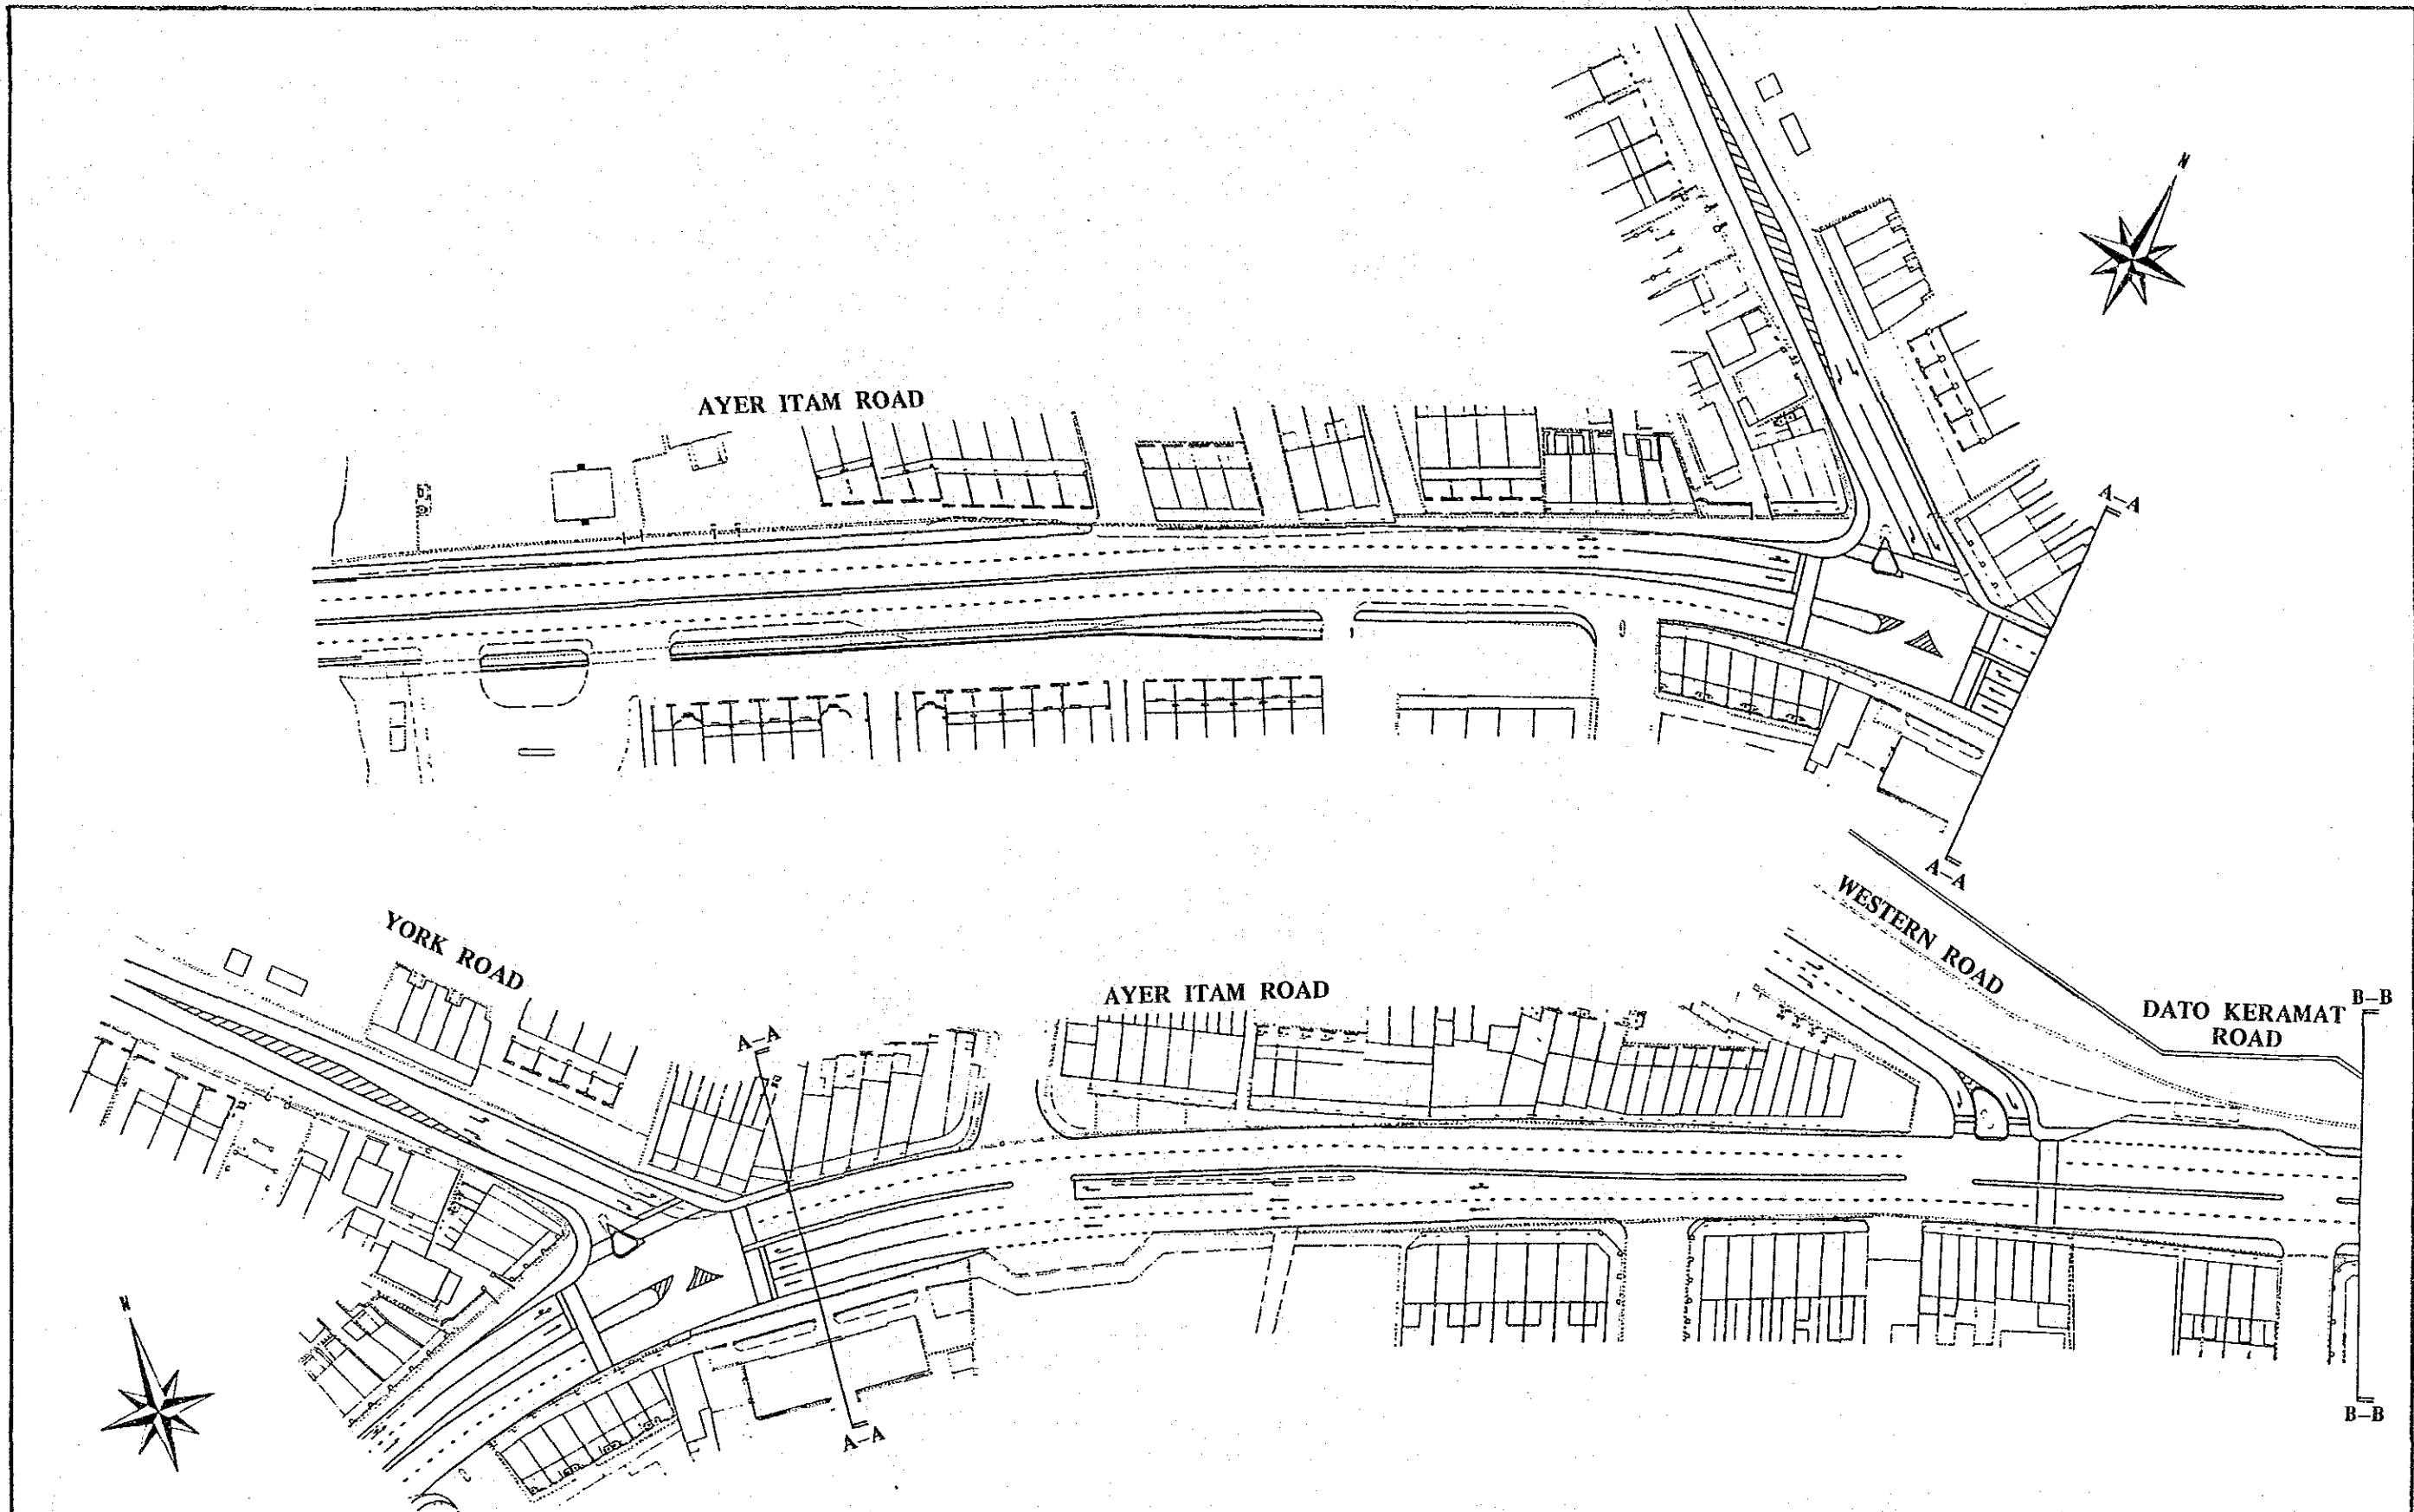 N
AYER ITAM ROAD
A–A
A–A
WESTERN ROAD
YORK ROAD
AYER ITAM ROAD
DATO KERAMAT
ROAD
B–B
A–A
N
A–A
B–B